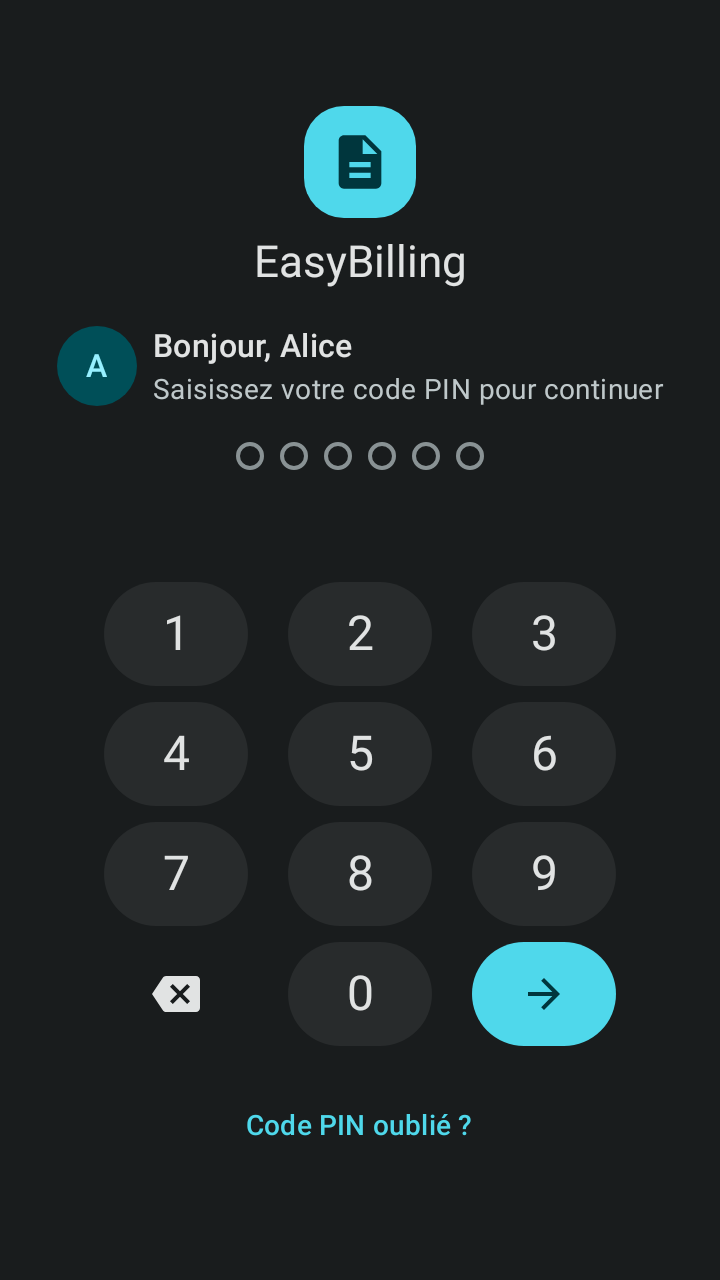 EasyBilling
A
Bonjour, Alice
Saisissez votre code PIN pour continuer
1 2 3
4 5 6
7 8 9
0
Code PIN oublié ?